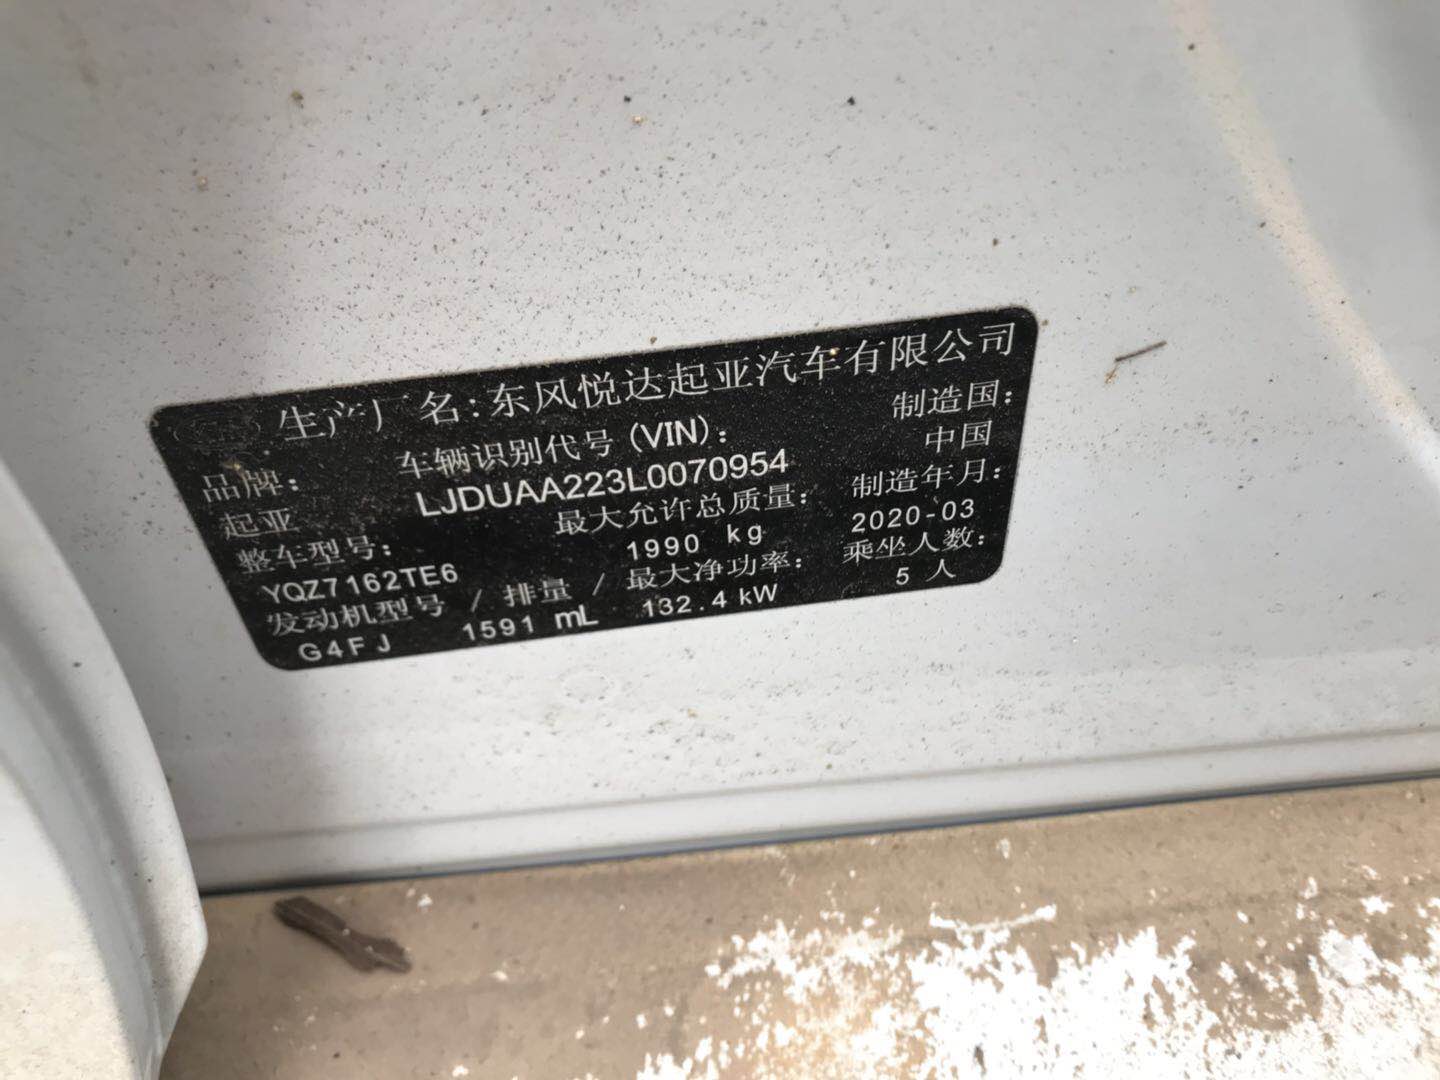 生产厂名:东风悦达起亚汽车有限公司
品牌: 车辆识别代号(VIN): 制造国:
起亚 LJDUAA223L0070954 中国
整车型号: 最大允许总质量: 制造年月:
YQZ7162TE6 1990 kg 2020-03
发动机型号 / 排量 / 最大净功率: 乘坐人数:
G4FJ 1591 mL 132.4 kW 5 人